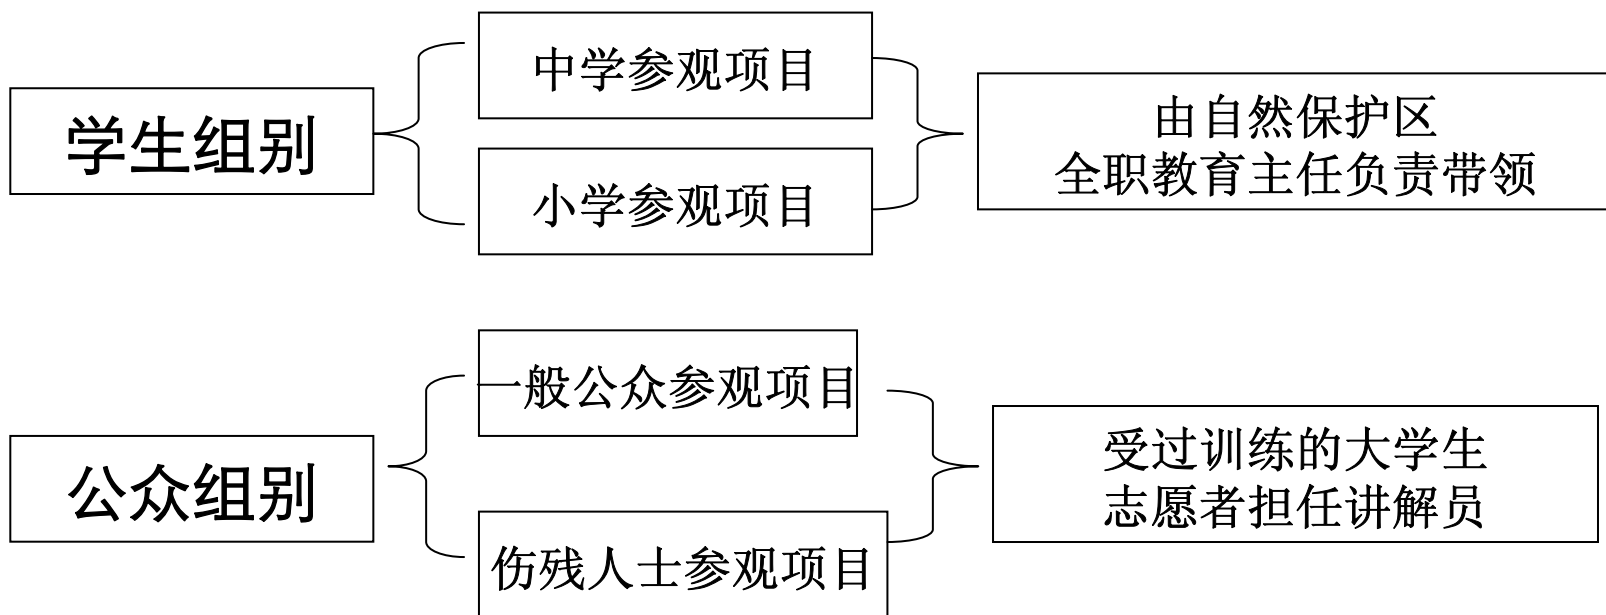 学生组别
中学参观项目
小学参观项目
由自然保护区
全职教育主任负责带领
公众组别
一般公众参观项目
伤残人士参观项目
受过训练的大学生
志愿者担任讲解员